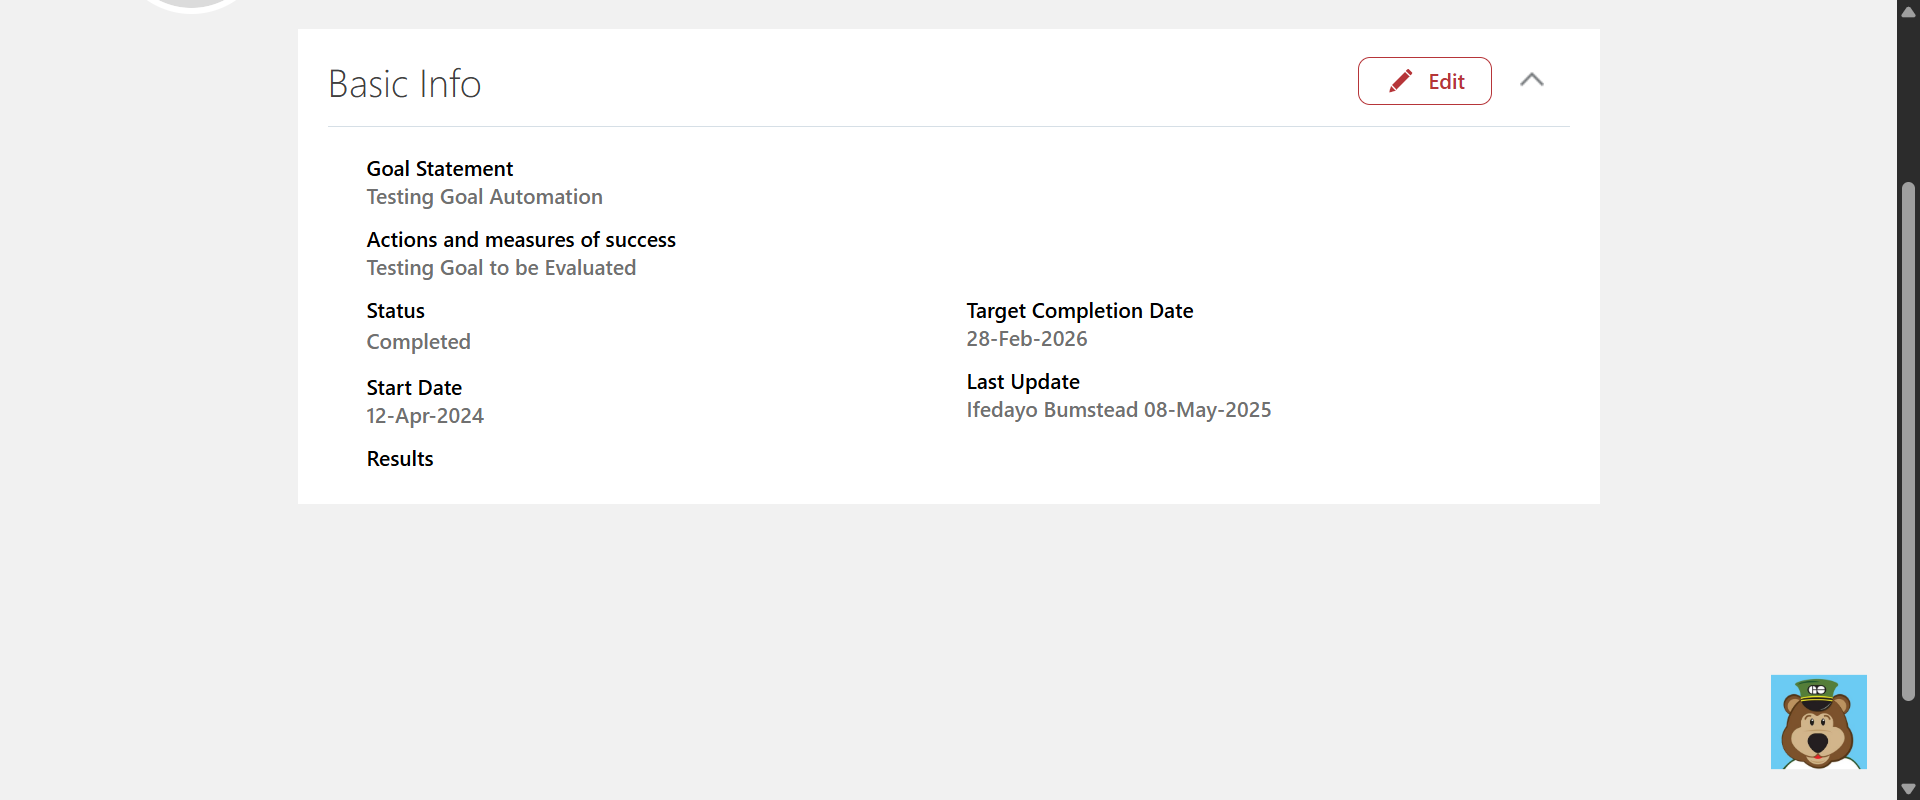 Basic Info
Edit
Goal Statement
Testing Goal Automation
Actions and measures of success
Testing Goal to be Evaluated
Status
Completed
Target Completion Date
28-Feb-2026
Start Date
12-Apr-2024
Last Update
Ifedayo Bumstead 08-May-2025
Results